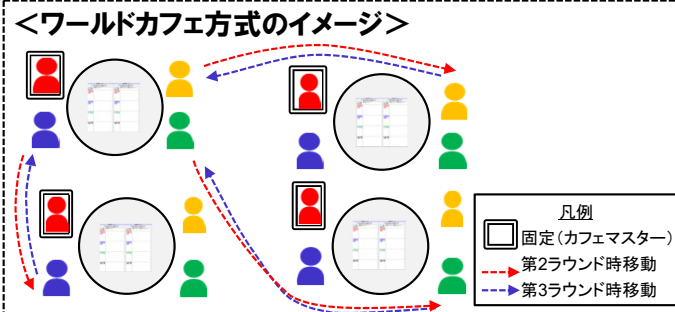 ＜ワールドカフェ方式のイメージ＞
凡例
固定(カフェマスター)
第2ラウンド時移動
第3ラウンド時移動